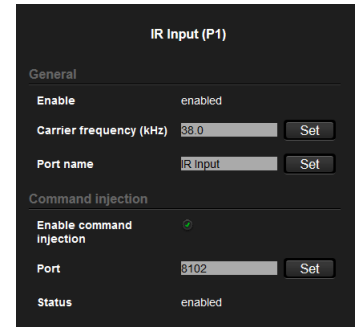 IR Input (P1)
General
Enable enabled
Carrier frequency (kHz) 38.0 Set
Port name IR Input Set
Command injection
Enable command
injection
Port 8102 Set
Status enabled